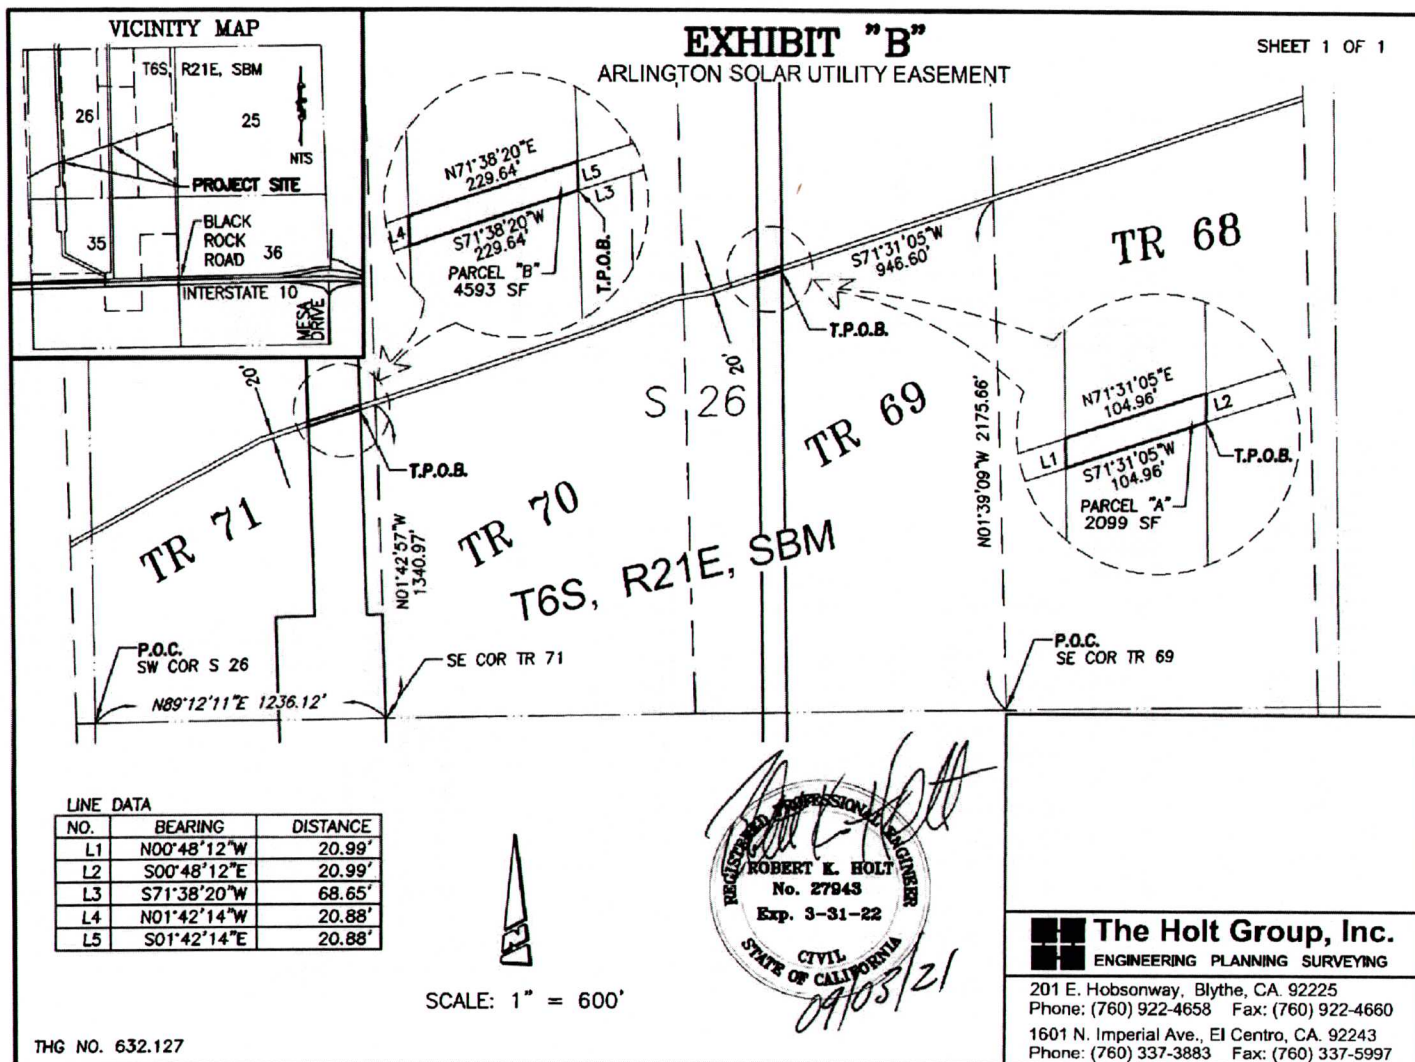 VICINITY MAP
T6S, R21E, SBM
26
25
NTS
PROJECT SITE
BLACK
ROCK
ROAD
35
36
INTERSTATE 10
MESA
DRIVE
EXHIBIT "B"
ARLINGTON SOLAR UTILITY EASEMENT
SHEET 1 OF 1
N71°38'20"E
229.64'
L5
L3
L4
S71°38'20"W
229.64'
PARCEL "B"
4593 SF
T.P.O.B.
S71°31'05"W
946.60'
TR 68
T.P.O.B.
20'
20'
S 26
TR 69
N71°31'05"E
104.96'
L2
L1
S71°31'05"W
104.96'
T.P.O.B.
PARCEL "A"
2099 SF
T.P.O.B.
TR 71
TR 70
N01°42'57"W
1340.97'
N01°39'09"W 2175.66'
T6S, R21E, SBM
P.O.C.
SW COR S 26
SE COR TR 71
P.O.C.
SE COR TR 69
N89°12'11"E 1236.12'
LINE DATA
NO. BEARING DISTANCE
L1 N00°48'12"W 20.99'
L2 S00°48'12"E 20.99'
L3 S71°38'20"W 68.65'
L4 N01°42'14"W 20.88'
L5 S01°42'14"E 20.88'
SCALE: 1" = 600'
REGISTERED PROFESSIONAL ENGINEER
ROBERT K. HOLT
No. 27943
Exp. 3-31-22
CIVIL
STATE OF CALIFORNIA
09/03/21
The Holt Group, Inc.
ENGINEERING PLANNING SURVEYING
201 E. Hobsonway, Blythe, CA. 92225
Phone: (760) 922-4658 Fax: (760) 922-4660
1601 N. Imperial Ave., El Centro, CA. 92243
Phone: (760) 337-3883 Fax: (760) 337-5997
THG NO. 632.127